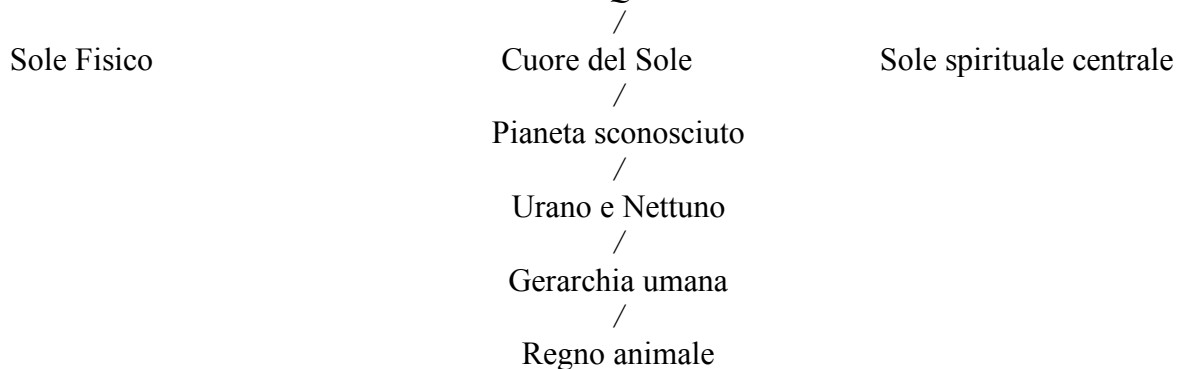 /
Sole Fisico Cuore del Sole Sole spirituale centrale
/
Pianeta sconosciuto
/
Urano e Nettuno
/
Gerarchia umana
/
Regno animale